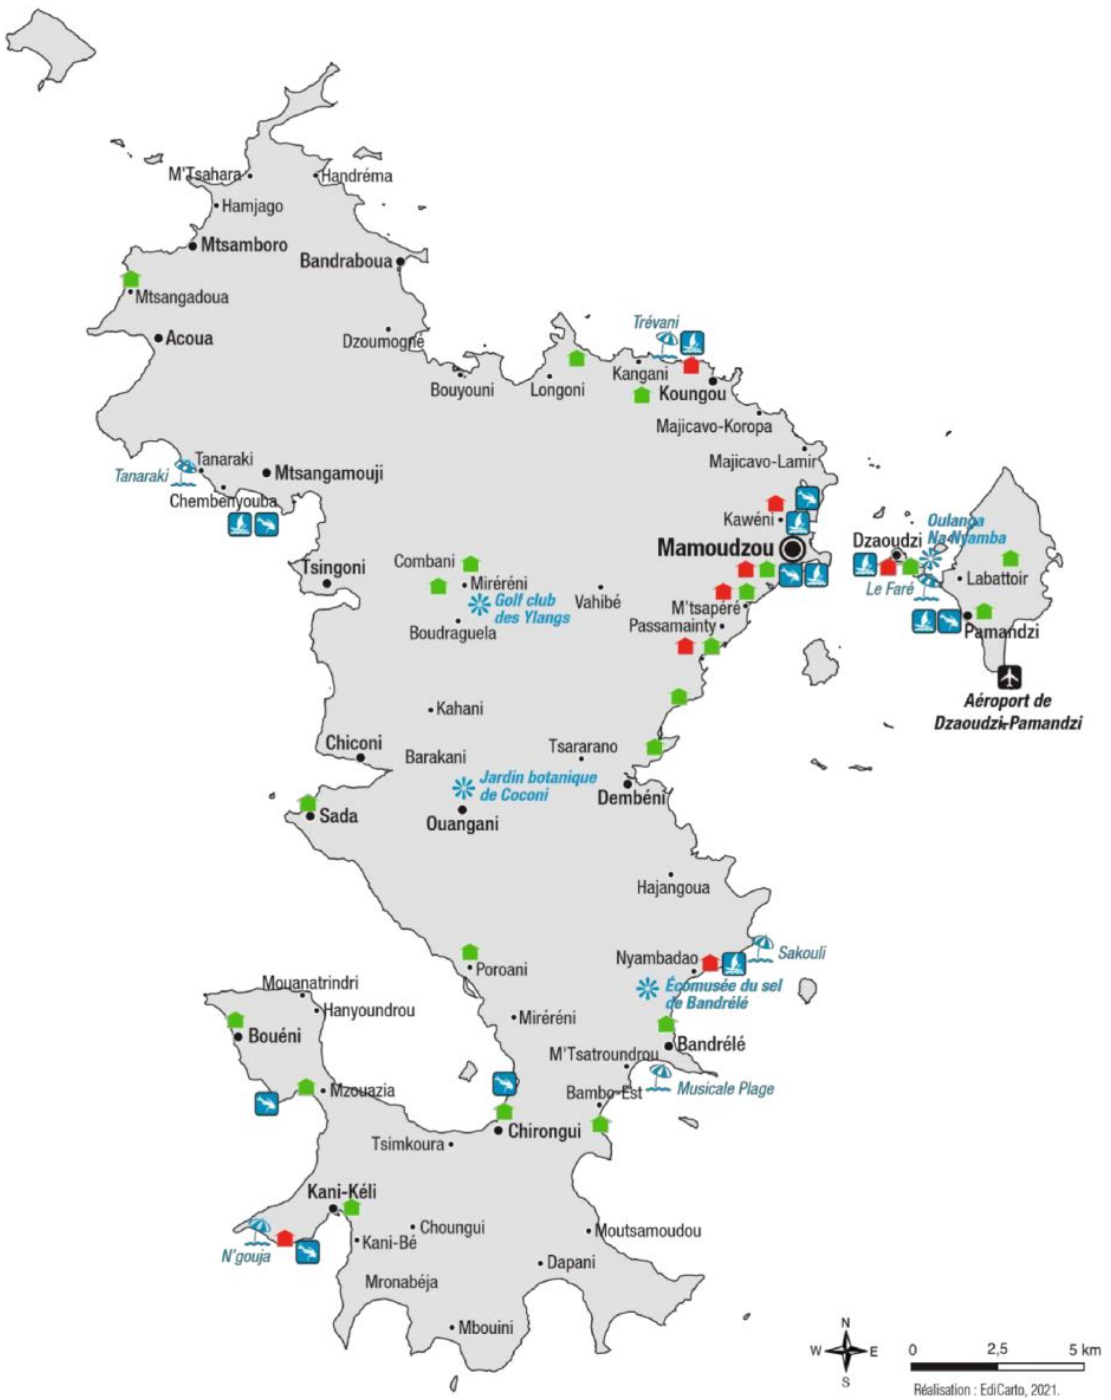 M'Tsahara
Handréma
Hamjago
Mtsamboro
Bandraboua
Mtsangadoua
Trévani
Acoua
Dzoumogné
Kangani
Bouyouni
Longoni
Koungou
Majicavo-Koropa
Tanaraki
Majicavo-Lamir
Tanaraki
Mtsangamouji
Chembenyouba
Kawéni
Oulanga
Na Nyamba
Dzaoudzi
Mamoudzou
Combani
Tsingoni
Labattoir
Miréréni
Le Faré
Golf club
des Ylangs
Vahibé
M'tsapéré
Boudraguela
Passamainty
Pamandzi
Aéroport de
Dzaoudzi-Pamandzi
Kahani
Chiconi
Tsararano
Barakani
Jardin botanique
de Coconi
Dembéni
Sada
Ouangani
Hajangoua
Sakouli
Nyambadao
Poroani
Mouanatrindri
Écomusée du sel
de Bandrélé
Hanyoundrou
Miréréni
Bouéni
Bandrélé
M'Tsatroundrou
Mzouazia
Musicale Plage
Bambo-Est
Chirongui
Tsimkoura
Kani-Kéli
Choungui
Moutsamoudou
Kani-Bé
N'gouja
Dapani
Mronabéja
Mbouini
N
W E
S
0 2,5 5 km
Réalisation : EdiCarto, 2021.